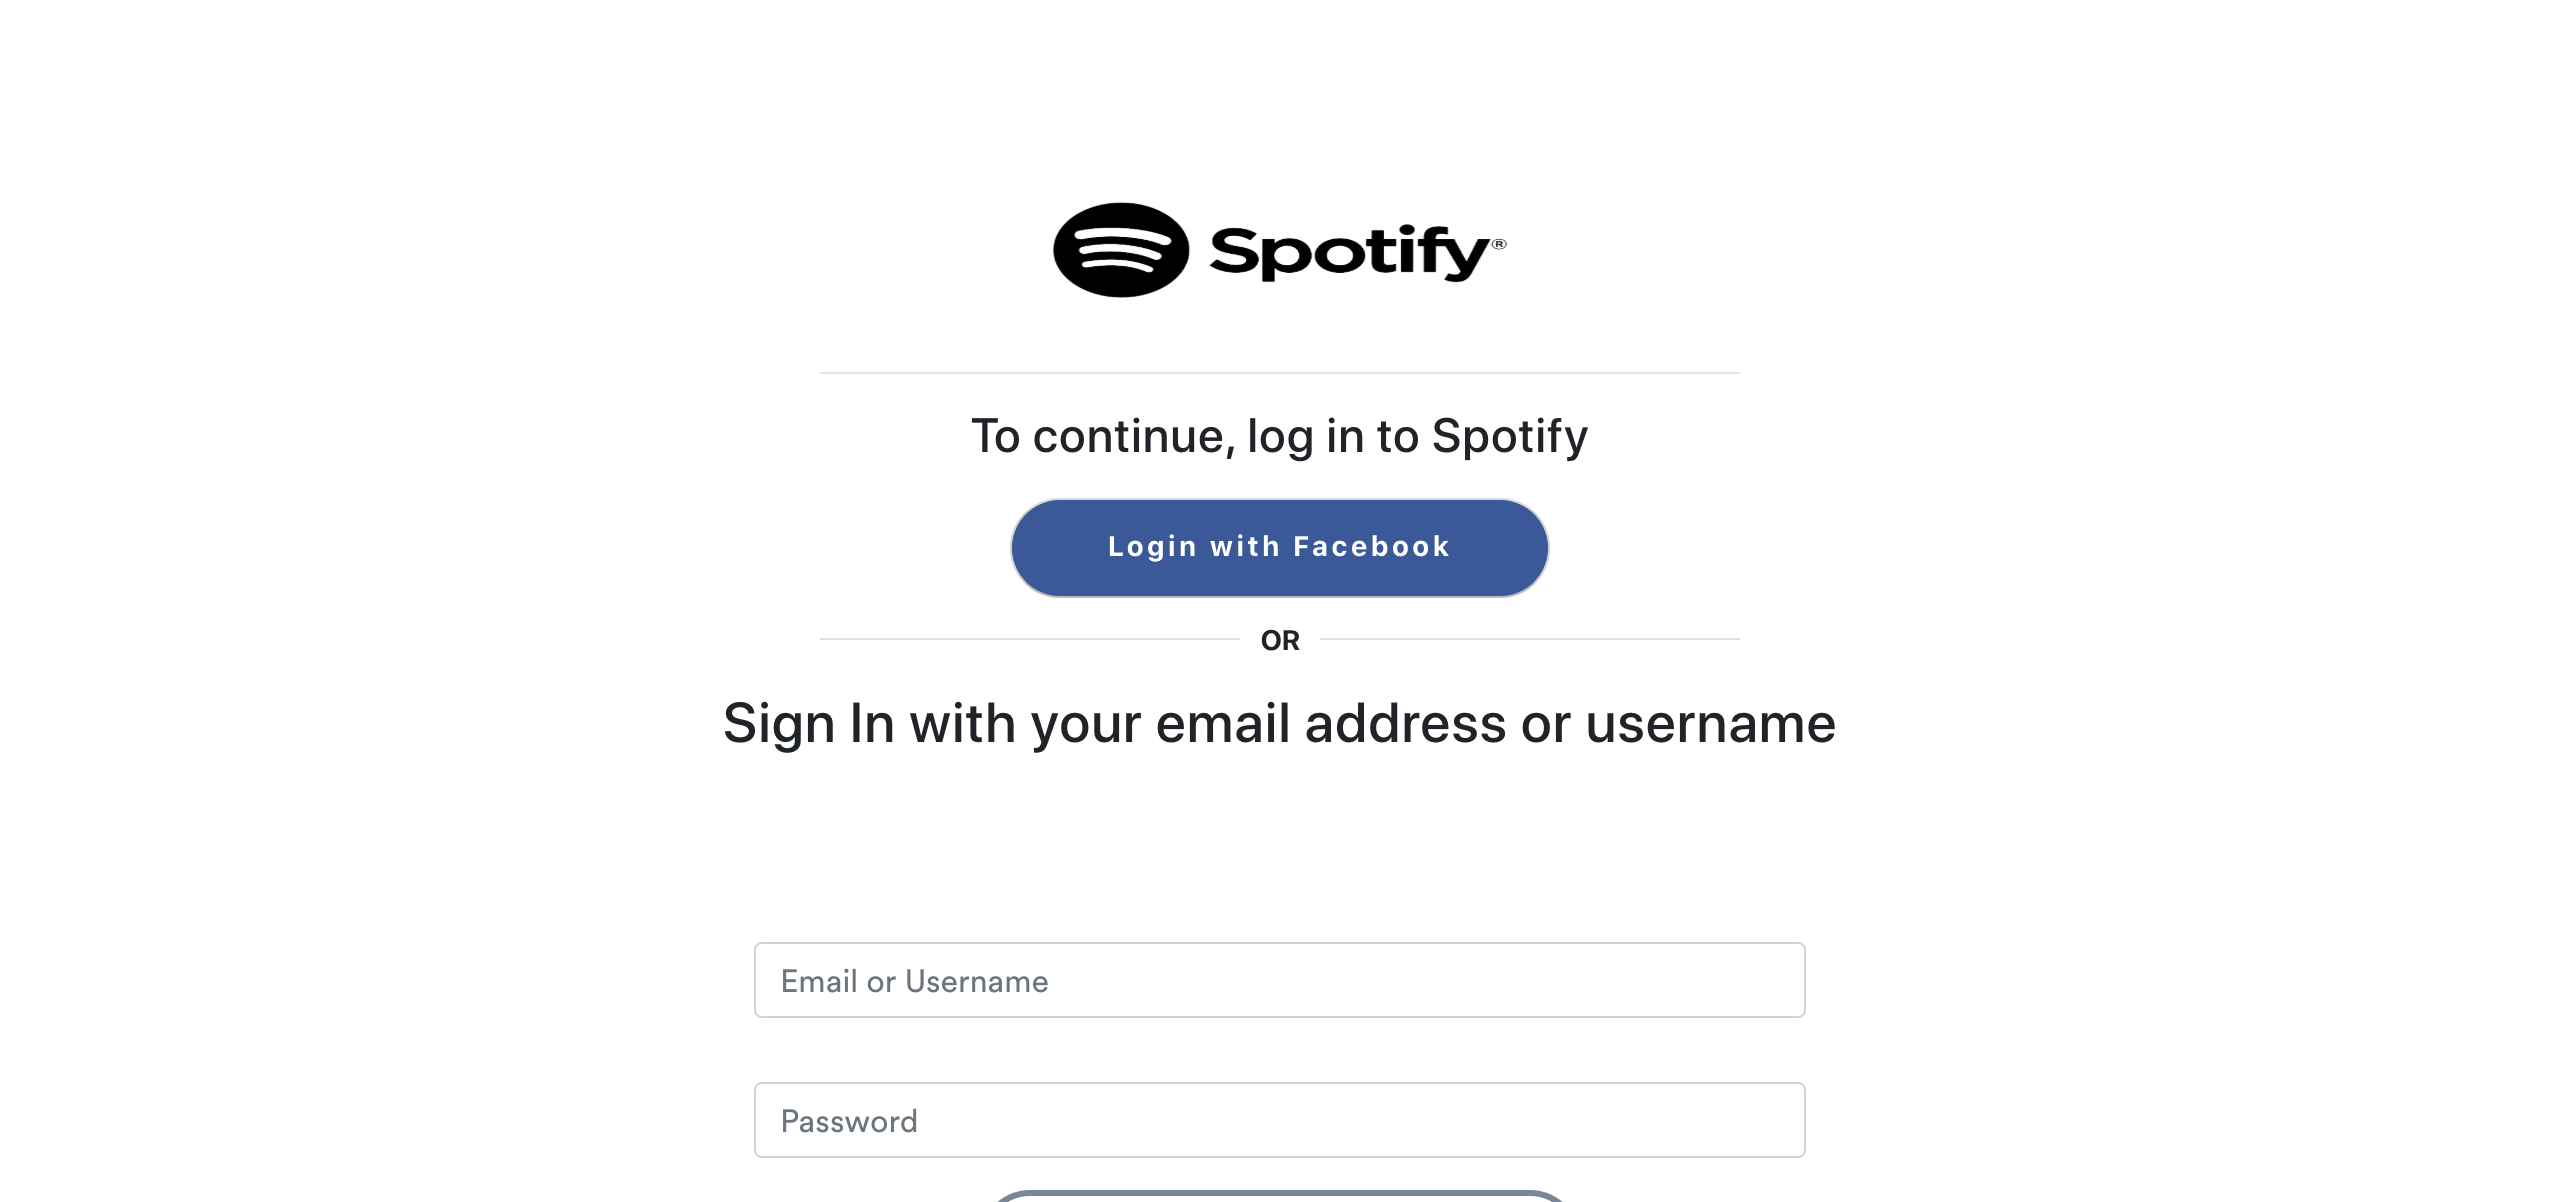 Spotify®
To continue, log in to Spotify
Login with Facebook
OR
Sign In with your email address or username
Email or Username
Password